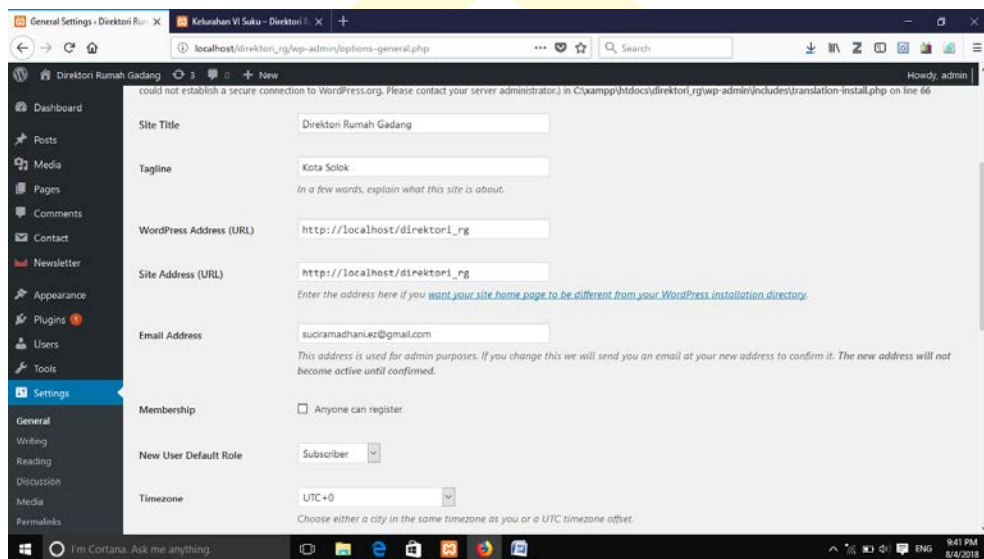 General Settings ‹ Direktori Rum
Kelurahan VI Suku – Direktori R
localhost/direktori_rg/wp-admin/options-general.php
Search
Direktori Rumah Gadang 3 0 + New
Howdy, admin
could not establish a secure connection to WordPress.org. Please contact your server administrator.) in C:\xampp\htdocs\direktori_rg\wp-admin\includes\translation-install.php on line 66
Dashboard
Posts
Media
Pages
Comments
Contact
Newsletter
Appearance
Plugins 1
Users
Tools
Settings
General
Writing
Reading
Discussion
Media
Permalinks
Site Title
Direktori Rumah Gadang
Tagline
Kota Solok
In a few words, explain what this site is about.
WordPress Address (URL)
http://localhost/direktori_rg
Site Address (URL)
http://localhost/direktori_rg
Enter the address here if you want your site home page to be different from your WordPress installation directory.
Email Address
suciramadhani.ez@gmail.com
This address is used for admin purposes. If you change this we will send you an email at your new address to confirm it. The new address will not
become active until confirmed.
Membership
Anyone can register
New User Default Role
Subscriber
Timezone
UTC+0
Choose either a city in the same timezone as you or a UTC timezone offset.
I'm Cortana. Ask me anything.
ENG
9:41 PM
8/4/2018